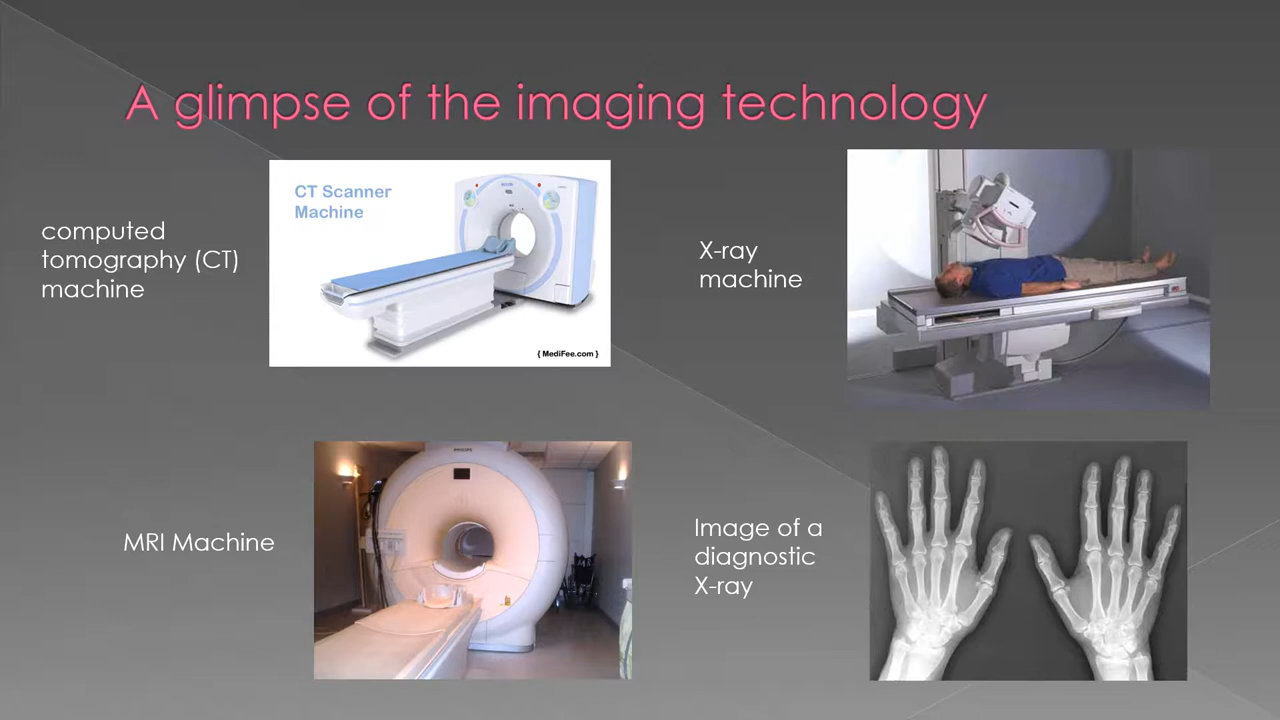 A glimpse of the imaging technology
computed
tomography (CT)
machine
CT Scanner
Machine
{ MediFee.com }
X-ray
machine
MRI Machine
PHILIPS
Image of a
diagnostic
X-ray